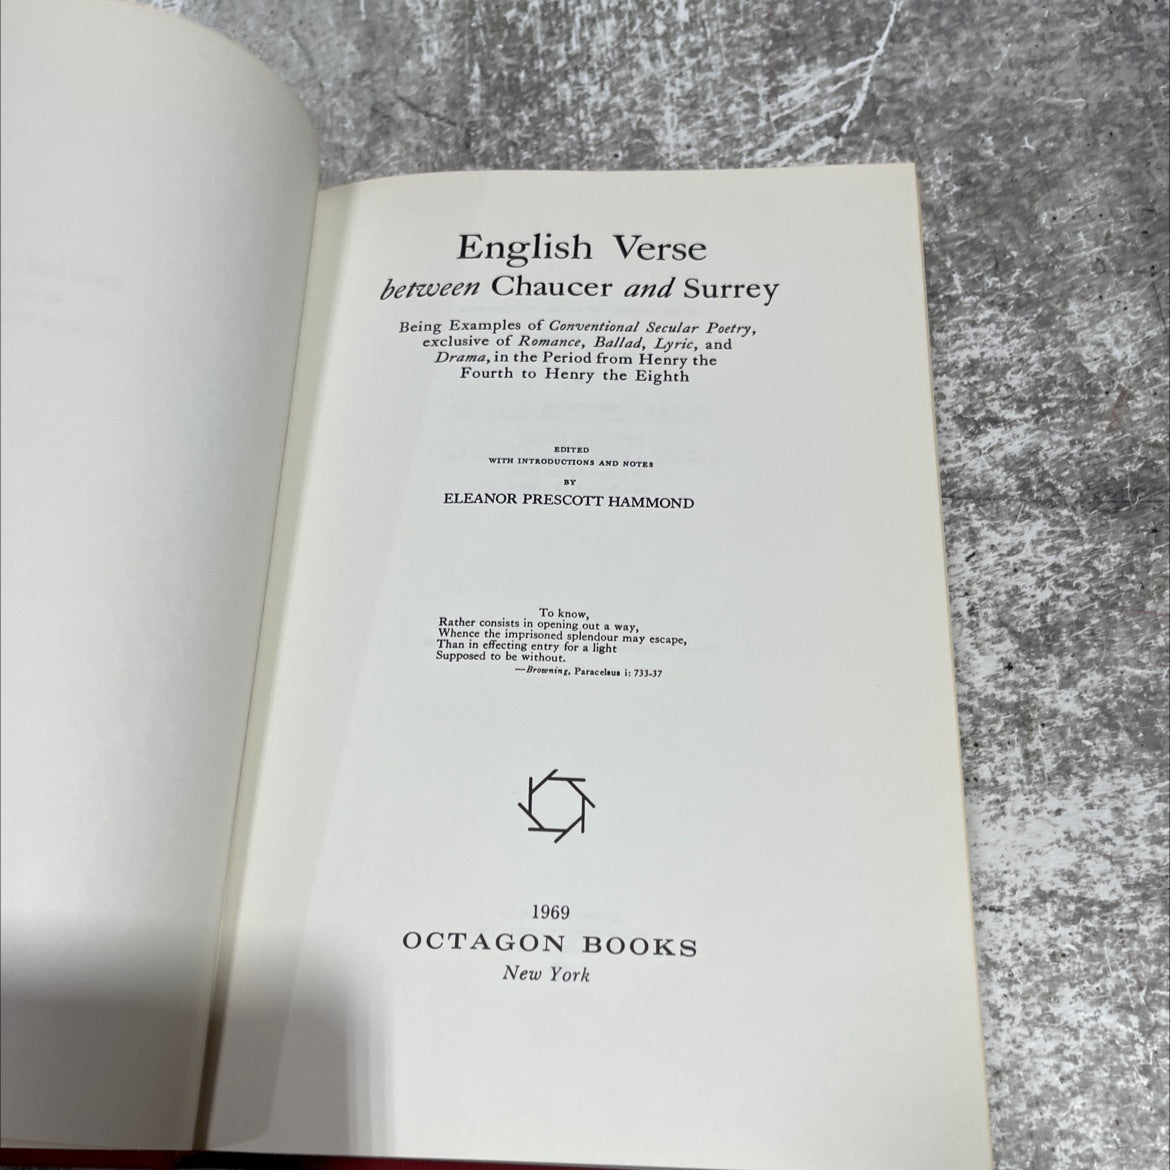 English Verse
between Chaucer and Surrey
Being Examples of Conventional Secular Poetry,
exclusive of Romance, Ballad, Lyric, and
Drama, in the Period from Henry the
Fourth to Henry the Eighth
EDITED
WITH INTRODUCTIONS AND NOTES
BY
ELEANOR PRESCOTT HAMMOND
To know,
Rather consists in opening out a way,
Whence the imprisoned splendour may escape,
Than in effecting entry for a light
Supposed to be without.
—Browning, Paracelsus i: 733-37
1969
OCTAGON BOOKS
New York